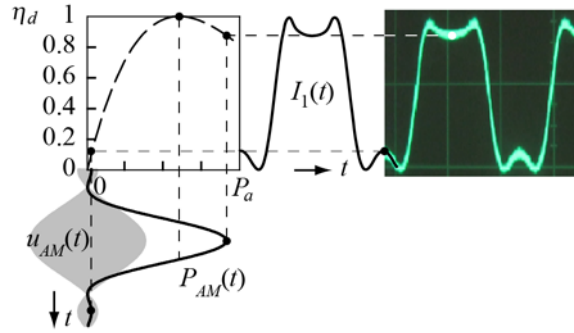 η_d
1
0.8
0.6
0.4
0.2
0
0
P_a
I_1(t)
t
u_AM(t)
P_AM(t)
t